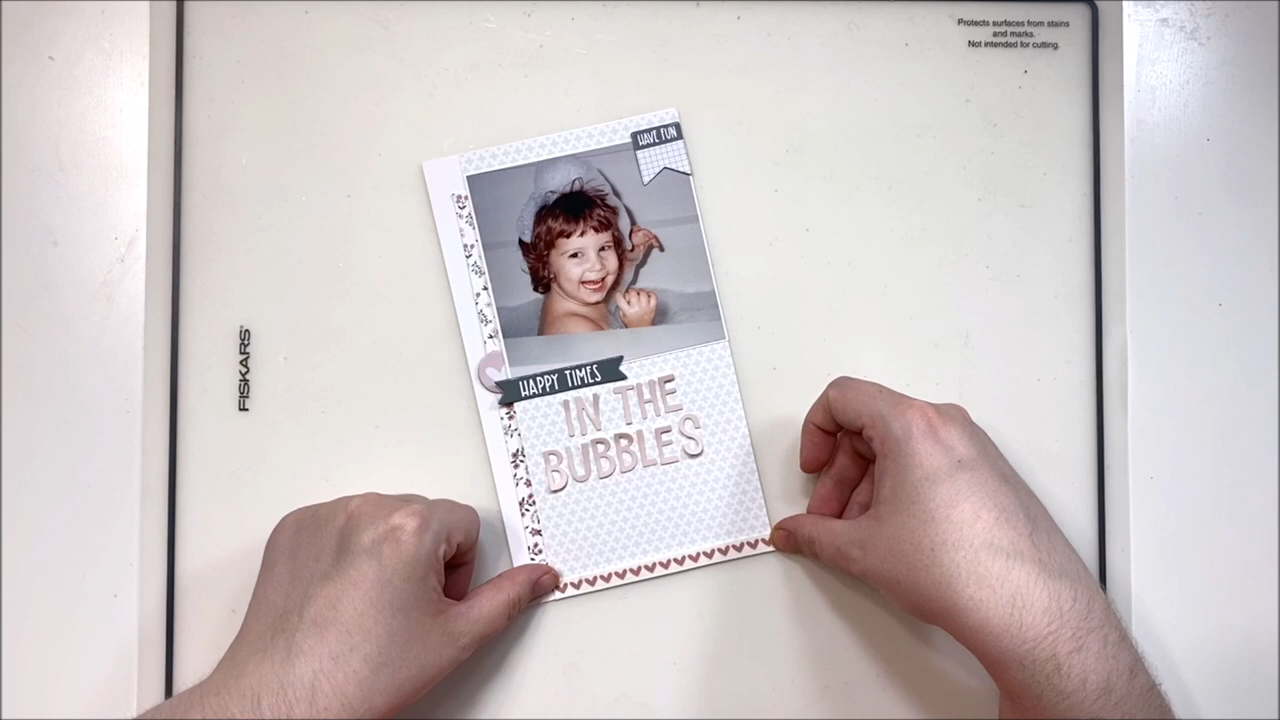 Protects surfaces from stains
and marks.
Not intended for cutting.
HAVE FUN
FISKARS®
HAPPY TIMES
IN THE
BUBBLES